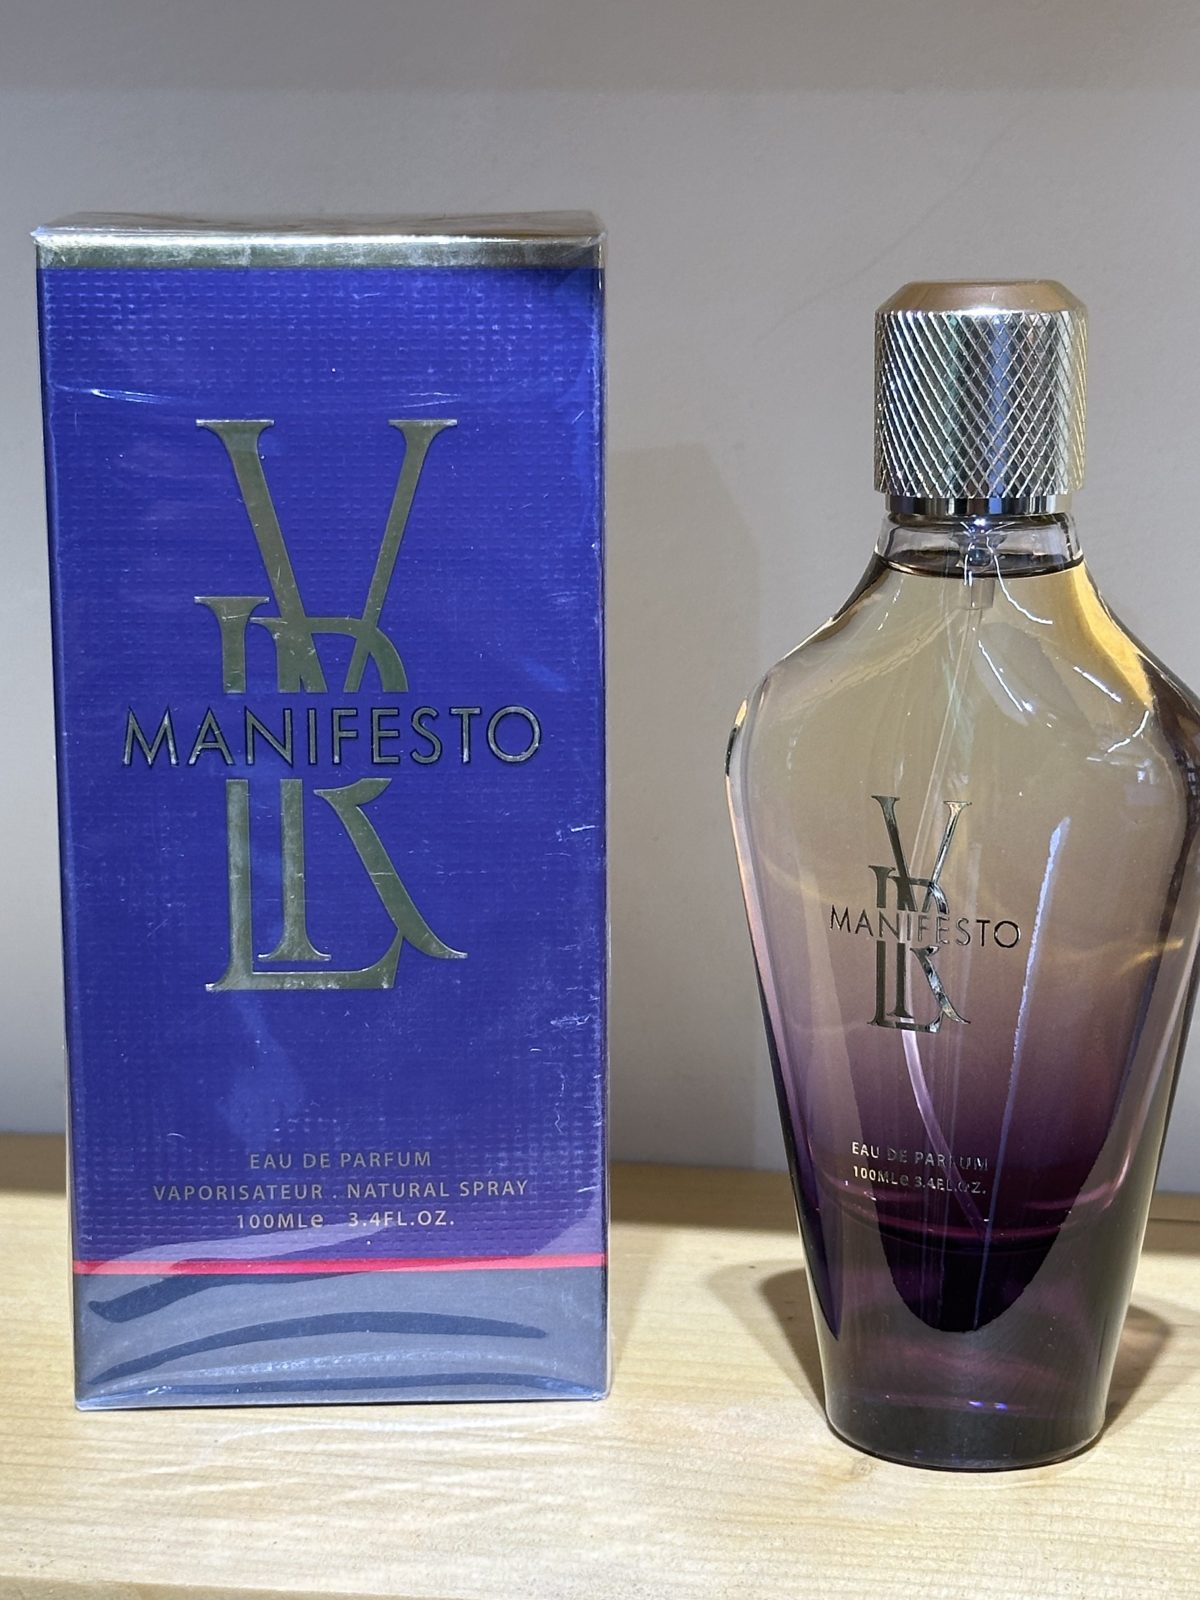 MANIFESTO
EAU DE PARFUM
VAPORISATEUR . NATURAL SPRAY
100MLe 3.4FL.OZ.
MANIFESTO
EAU DE PARFUM
100MLe 3.4FL.OZ.